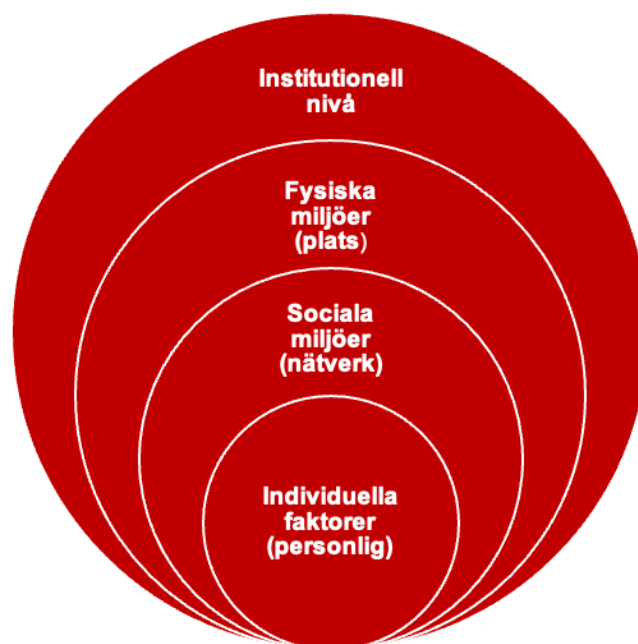 Institutionell
nivå
Fysiska
miljöer
(plats)
Sociala
miljöer
(nätverk)
Individuella
faktorer
(personlig)